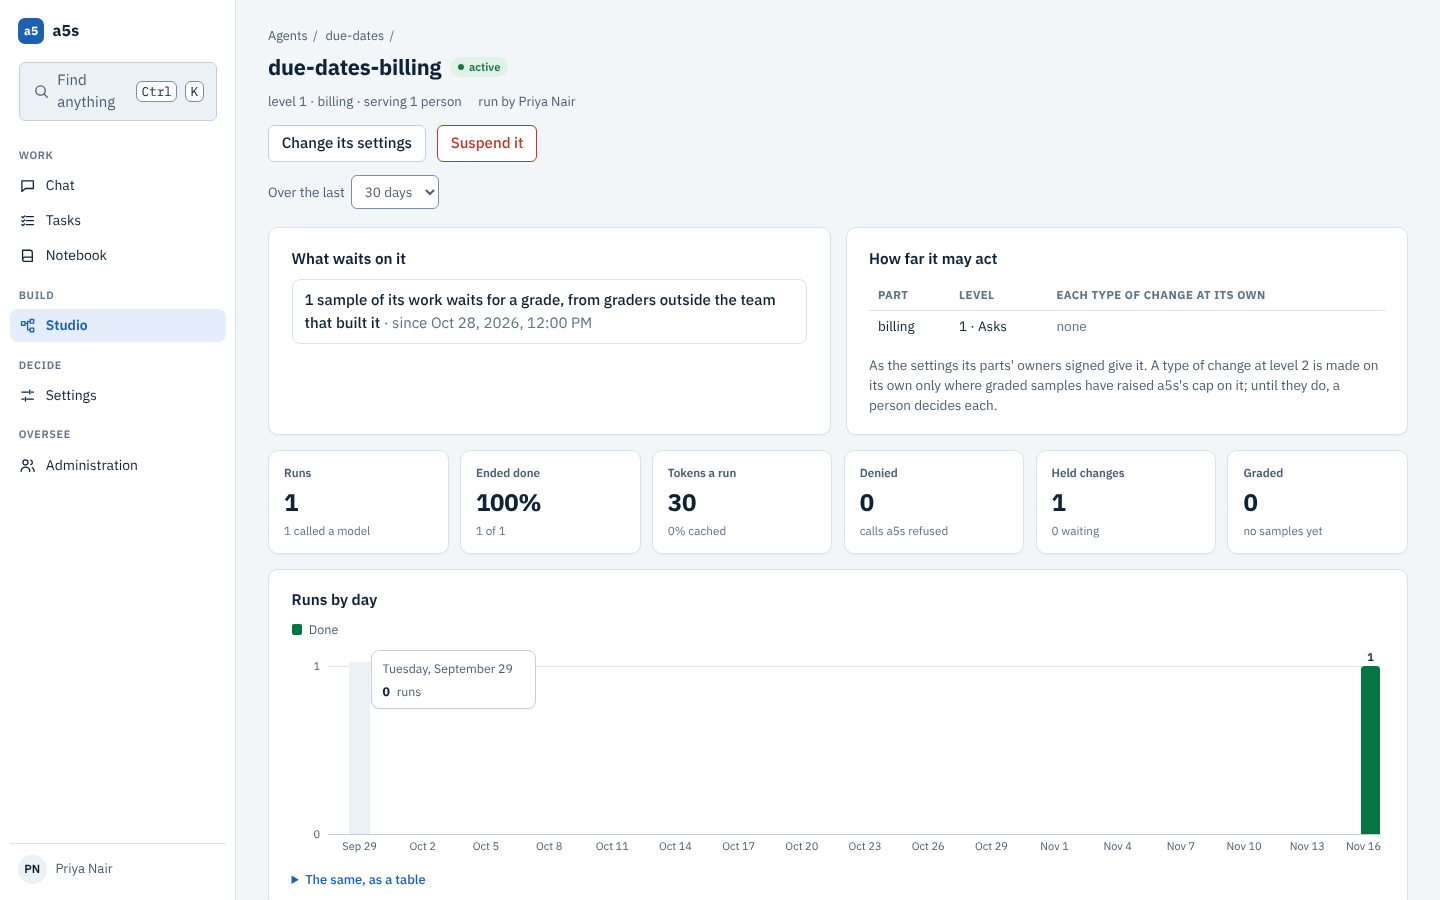 a5 a5s
Find anything Ctrl K
WORK
Chat
Tasks
Notebook
BUILD
Studio
DECIDE
Settings
OVERSEE
Administration
PN Priya Nair
Agents / due-dates /
due-dates-billing active
level 1 · billing · serving 1 person run by Priya Nair
Change its settings Suspend it
Over the last 30 days
What waits on it
1 sample of its work waits for a grade, from graders outside the team
that built it · since Oct 28, 2026, 12:00 PM
How far it may act
PART LEVEL EACH TYPE OF CHANGE AT ITS OWN
billing 1 · Asks none
As the settings its parts' owners signed give it. A type of change at level 2 is made on
its own only where graded samples have raised a5s's cap on it; until they do, a
person decides each.
Runs
1
1 called a model
Ended done
100%
1 of 1
Tokens a run
30
0% cached
Denied
0
calls a5s refused
Held changes
1
0 waiting
Graded
0
no samples yet
Runs by day
Done
Tuesday, September 29
0 runs
1
1
0
Sep 29 Oct 2 Oct 5 Oct 8 Oct 11 Oct 14 Oct 17 Oct 20 Oct 23 Oct 26 Oct 29 Nov 1 Nov 4 Nov 7 Nov 10 Nov 13 Nov 16
The same, as a table